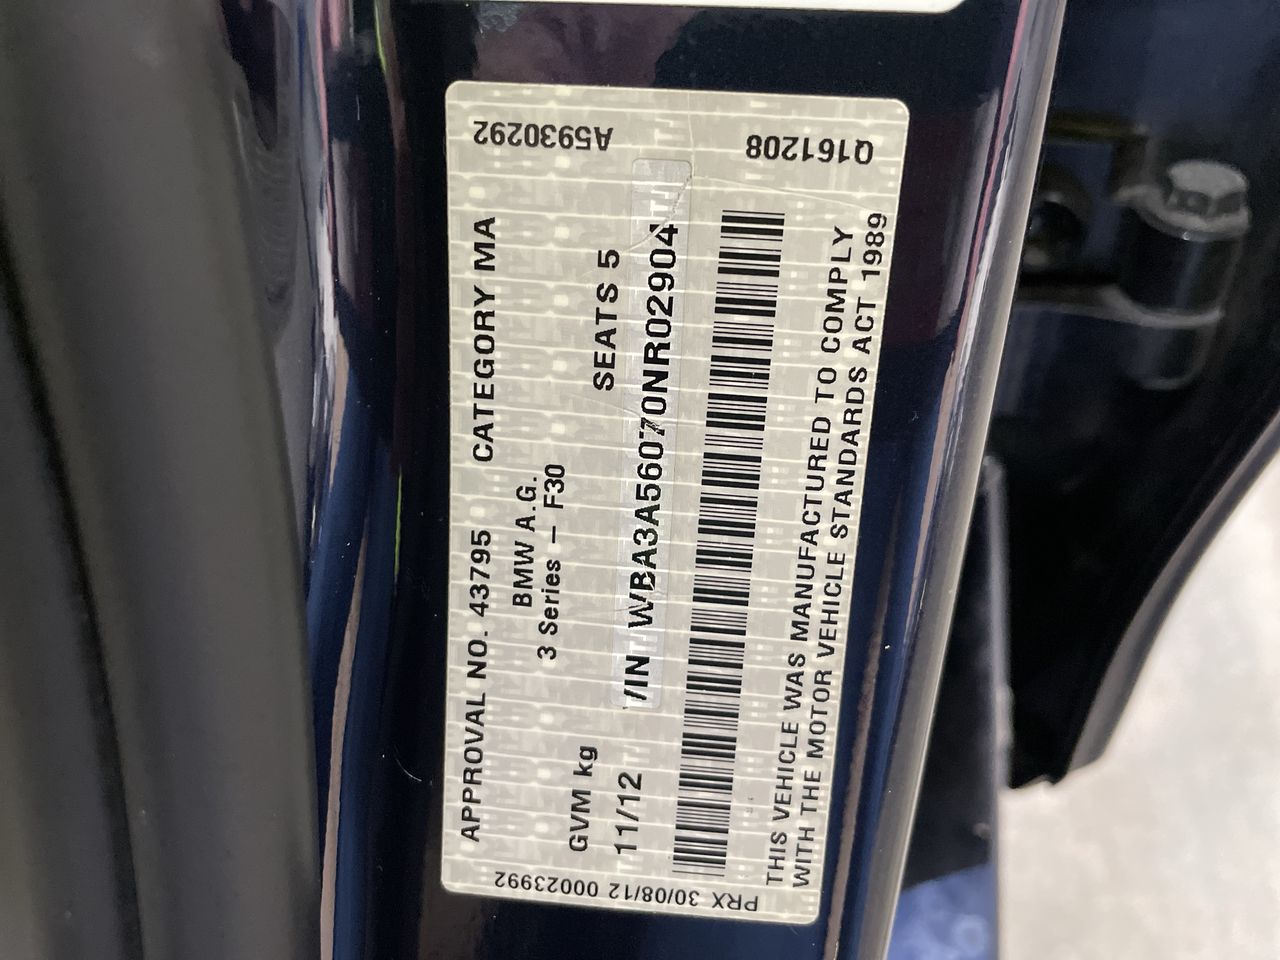 APPROVAL NO. 43795 CATEGORY MA
BMW A.G.
3 Series – F30
GVM kg SEATS 5
11/12 VIN WBA3A56070NR02904
THIS VEHICLE WAS MANUFACTURED TO COMPLY
WITH THE MOTOR VEHICLE STANDARDS ACT 1989
A5930292
Q161208
PRX 30/08/12 00023992